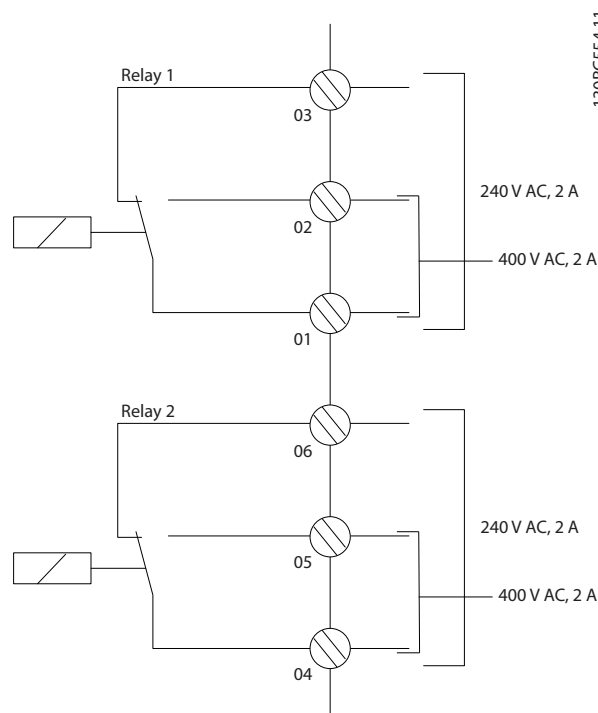 Relay 1
03
02
240 V AC, 2 A
400 V AC, 2 A
01
Relay 2
06
05
240 V AC, 2 A
400 V AC, 2 A
04